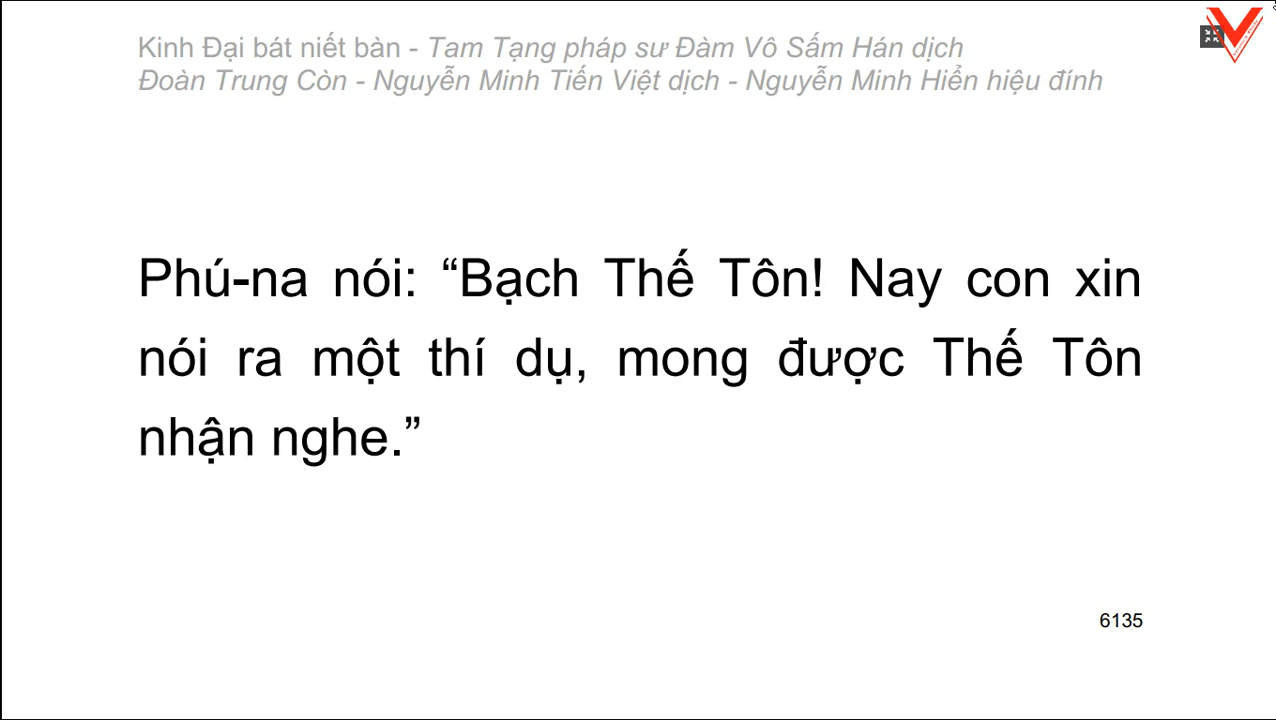 Kinh Đại bát niết bàn - Tam Tạng pháp sư Đàm Vô Sấm Hán dịch
Đoàn Trung Còn - Nguyễn Minh Tiến Việt dịch - Nguyễn Minh Hiển hiệu đính
Phú-na nói: “Bạch Thế Tôn! Nay con xin
nói ra một thí dụ, mong được Thế Tôn
nhận nghe.”
6135